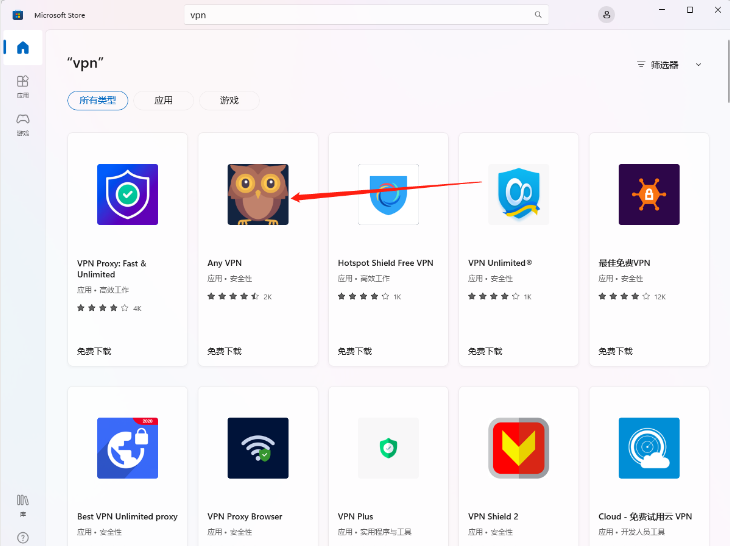 Microsoft Store
vpn
"vpn"
筛选器
所有类型
应用
游戏
应用
游戏
VPN Proxy: Fast & Unlimited
应用 • 高效工作
4K
免费下载
Any VPN
应用 • 安全性
2K
免费下载
Hotspot Shield Free VPN
应用 • 高效工作
1K
免费下载
VPN Unlimited®
应用 • 安全性
1K
免费下载
最佳免费VPN
应用 • 安全性
12K
免费下载
2020
Best VPN Unlimited proxy
应用 • 安全性
VPN Proxy Browser
应用 • 安全性
VPN Plus
应用 • 实用程序与工具
VPN Shield 2
应用 • 安全性
Cloud - 免费试用云 VPN
应用 • 开发人员工具
库